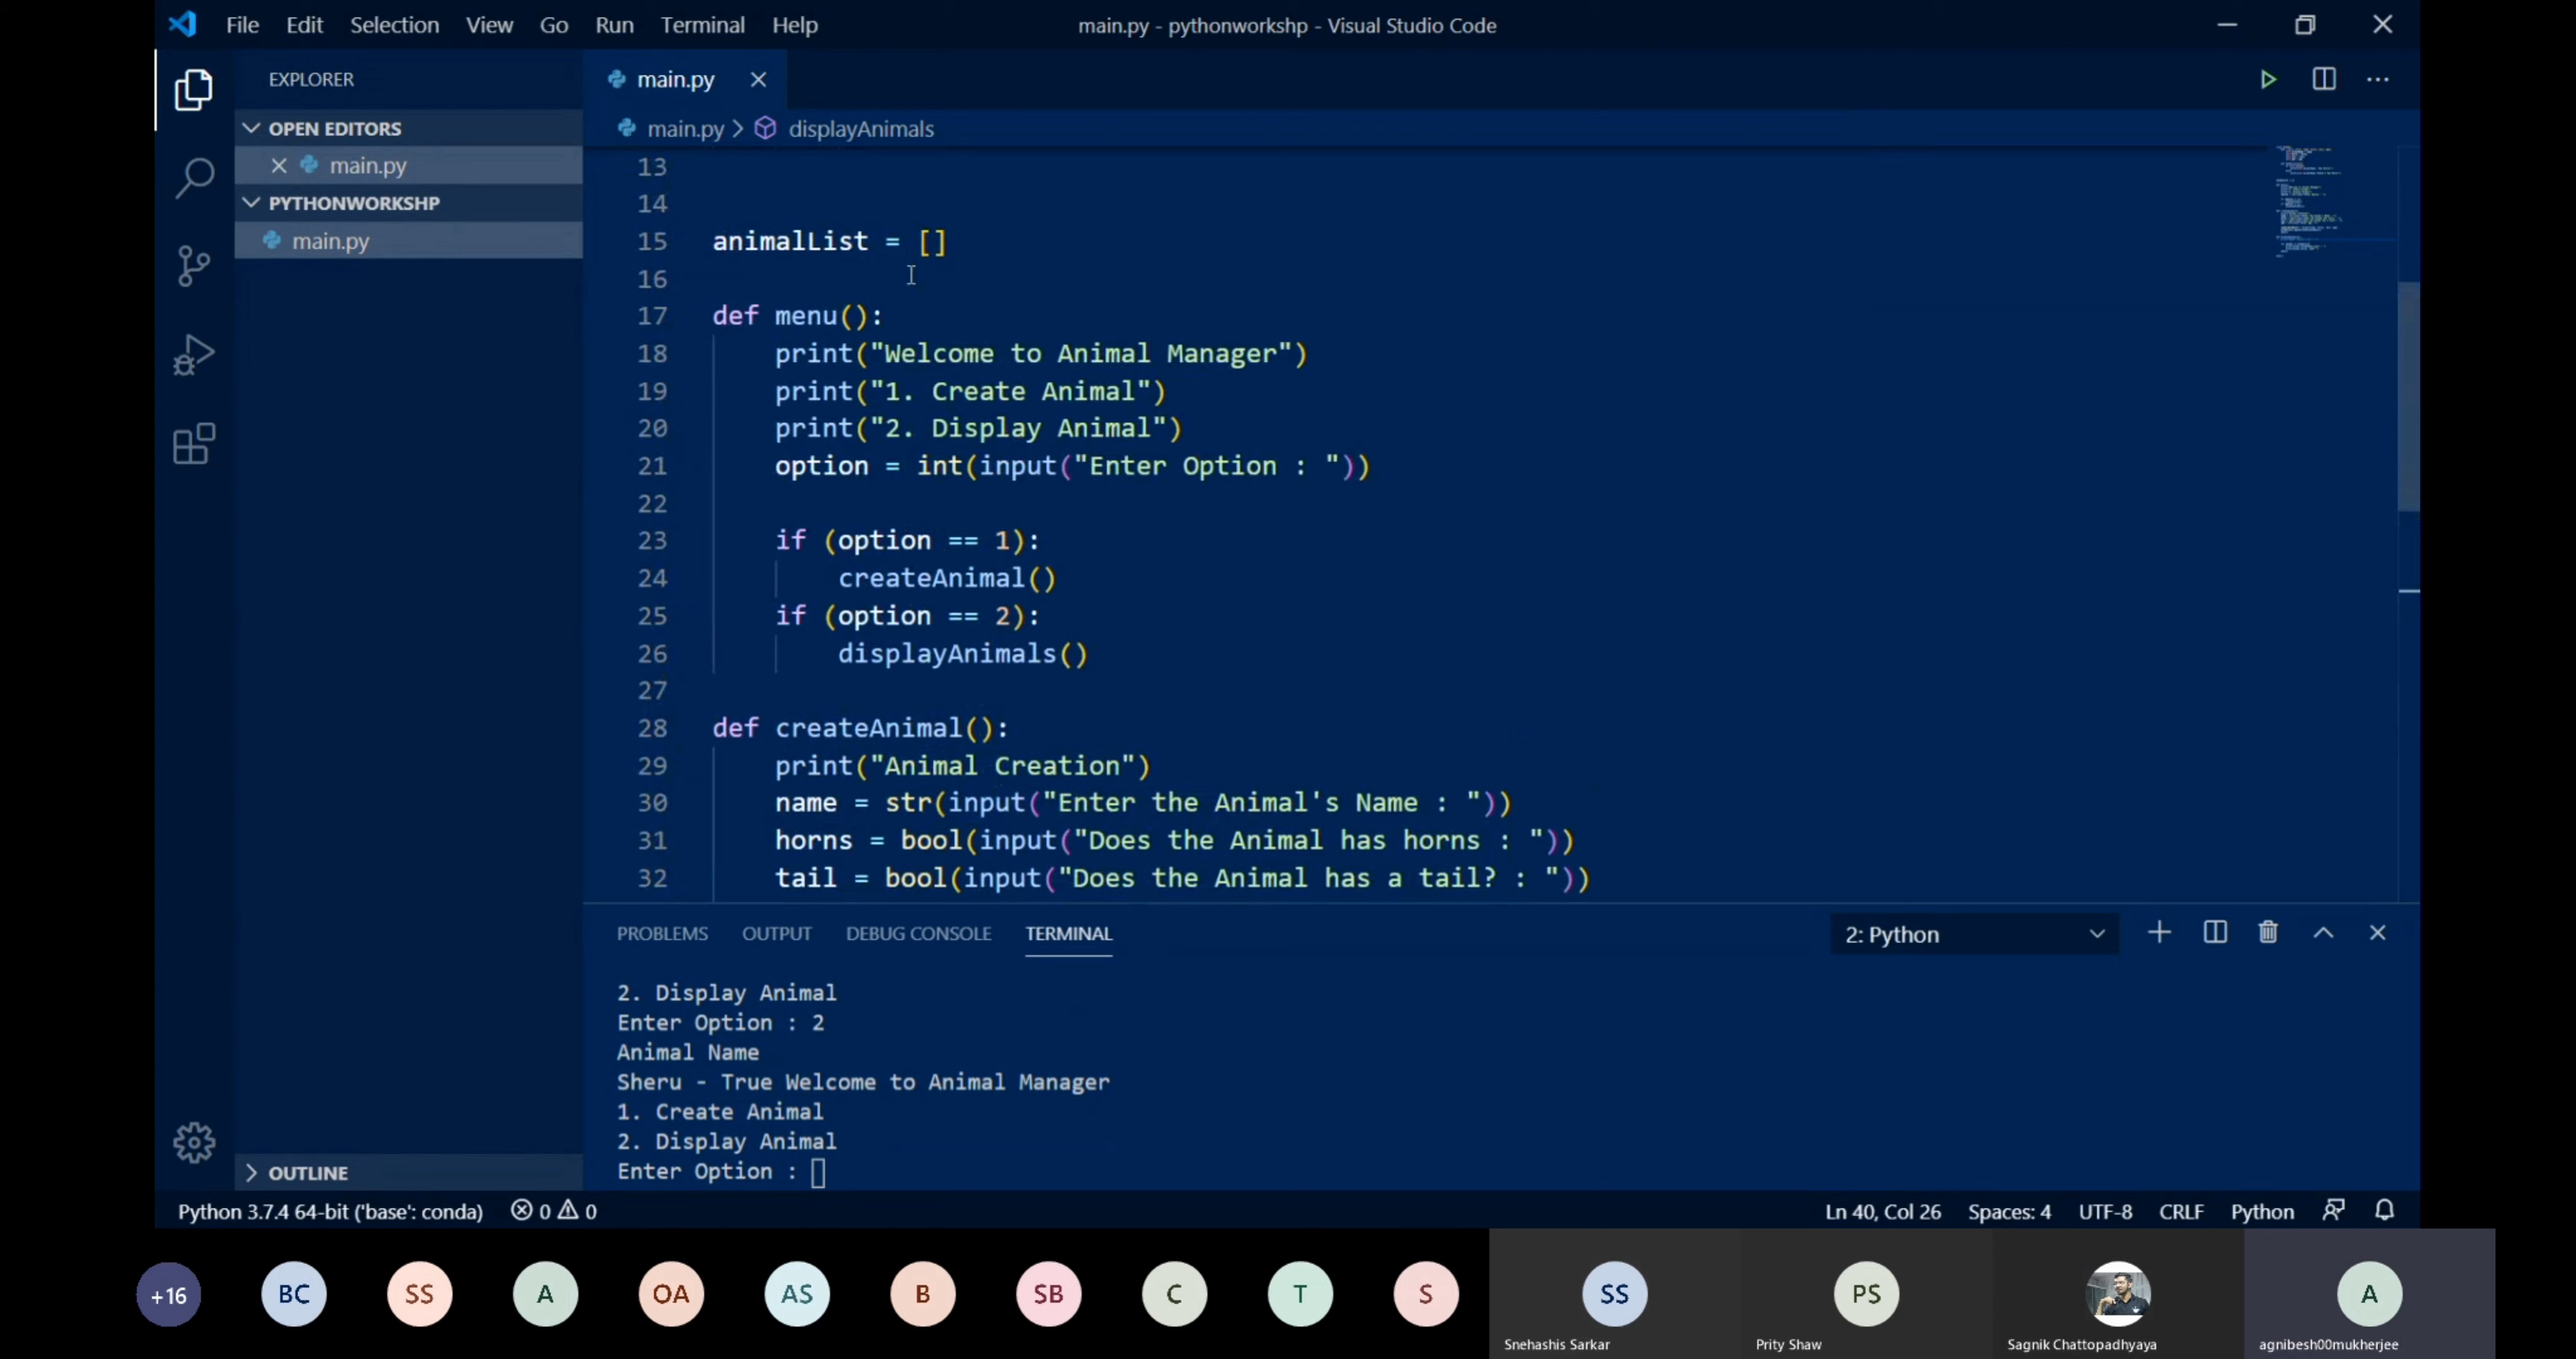 File Edit Selection View Go Run Terminal Help
main.py - pythonworkshp - Visual Studio Code
EXPLORER
OPEN EDITORS
main.py
PYTHONWORKSHP
main.py
OUTLINE
main.py
main.py > displayAnimals
13
14
15 animalList = []
16
17 def menu():
18 print("Welcome to Animal Manager")
19 print("1. Create Animal")
20 print("2. Display Animal")
21 option = int(input("Enter Option : "))
22
23 if (option == 1):
24 createAnimal()
25 if (option == 2):
26 displayAnimals()
27
28 def createAnimal():
29 print("Animal Creation")
30 name = str(input("Enter the Animal's Name : "))
31 horns = bool(input("Does the Animal has horns : "))
32 tail = bool(input("Does the Animal has a tail? : "))
PROBLEMS OUTPUT DEBUG CONSOLE TERMINAL
2: Python
2. Display Animal
Enter Option : 2
Animal Name
Sheru - True Welcome to Animal Manager
1. Create Animal
2. Display Animal
Enter Option :
Python 3.7.4 64-bit ('base': conda) 0 0
Ln 40, Col 26 Spaces: 4 UTF-8 CRLF Python
+16 BC SS A OA AS B SB C T S SS PS A
Snehashis Sarkar Prity Shaw Sagnik Chattopadhyaya agnibesh00mukherjee